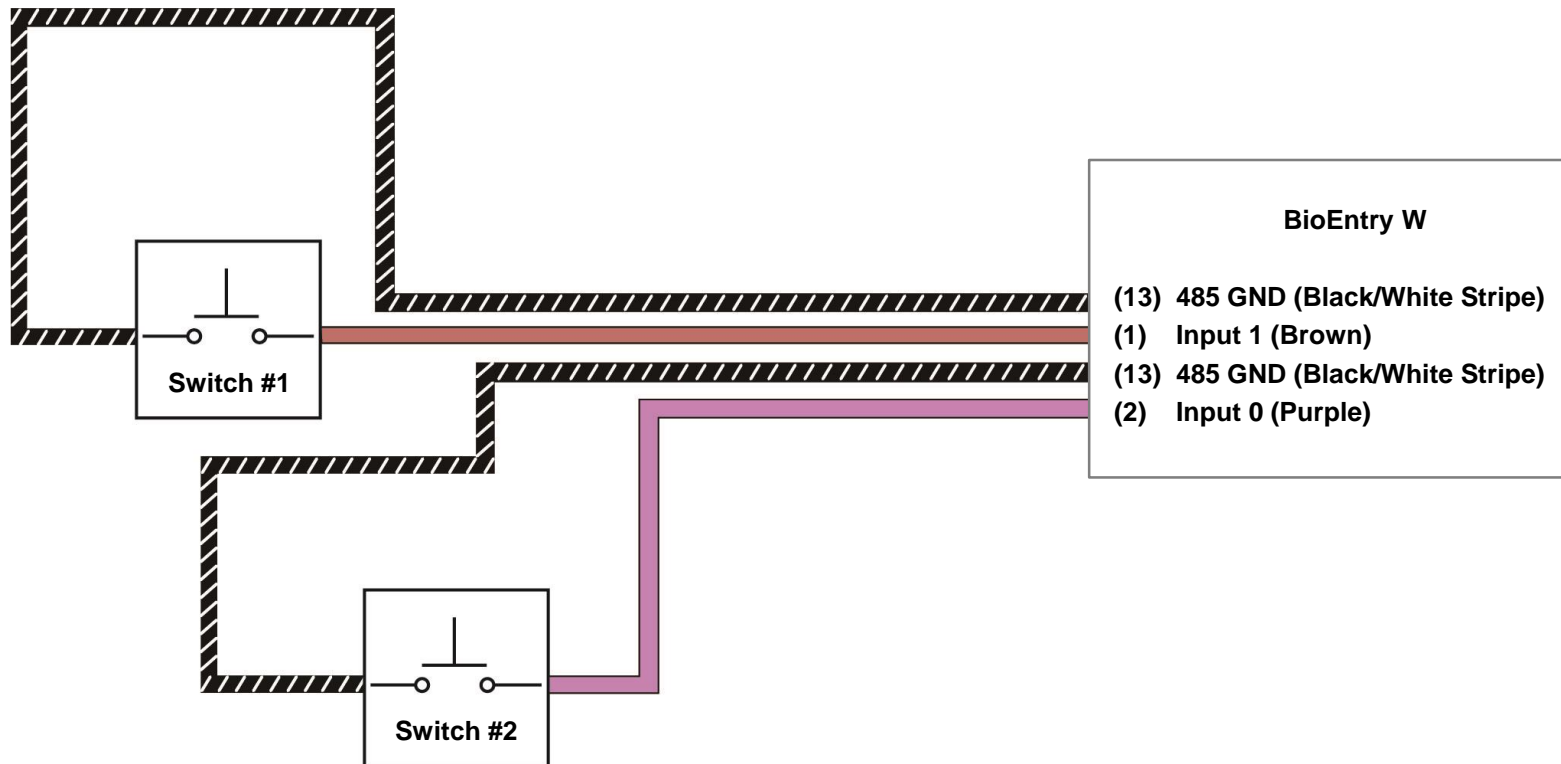 BioEntry W
(13) 485 GND (Black/White Stripe)
(1) Input 1 (Brown)
(13) 485 GND (Black/White Stripe)
(2) Input 0 (Purple)
Switch #1
Switch #2